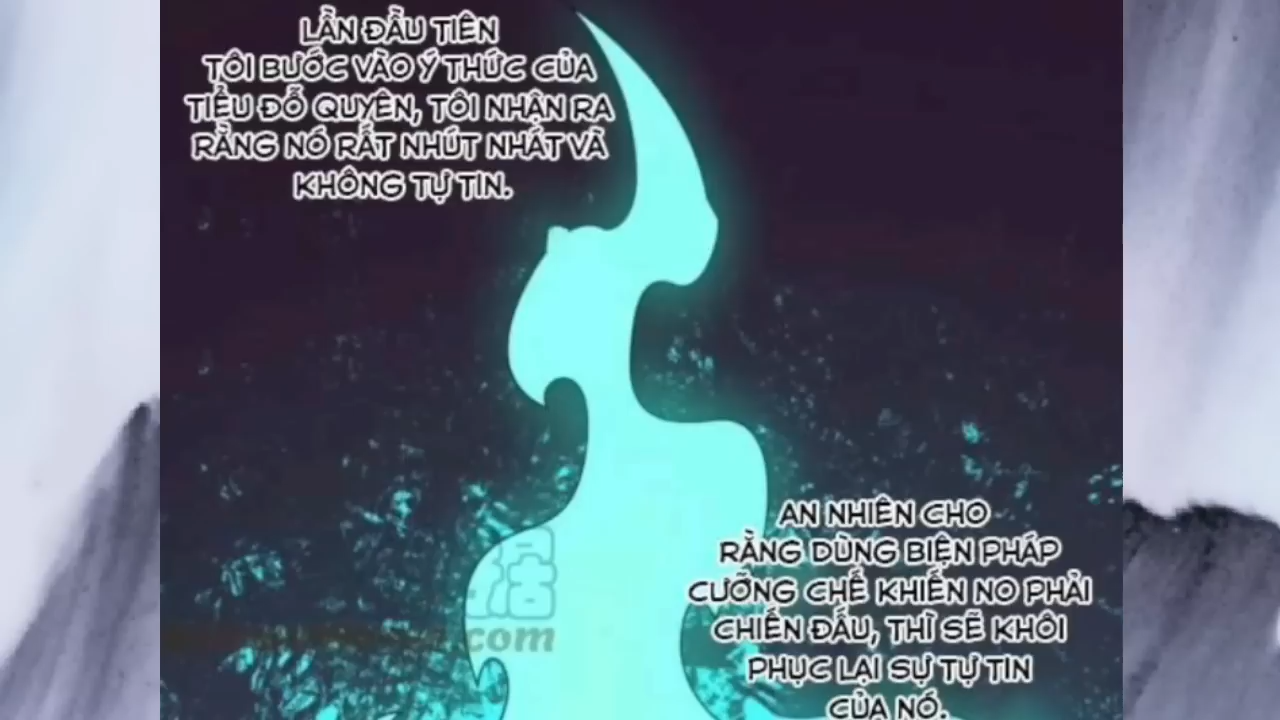 LẦN ĐẦU TIÊN
TÔI BƯỚC VÀO Ý THỨC CỦA
TIỂU ĐỖ QUYÊN, TÔI NHẬN RA
RẰNG NÓ RẤT NHÚT NHÁT VÀ
KHÔNG TỰ TIN.
AN NHIÊN CHO
RẰNG DÙNG BIỆN PHÁP
CƯỠNG CHẾ KHIẾN NO PHẢI
CHIẾN ĐẤU, THÌ SẼ KHÔI
PHỤC LẠI SỰ TỰ TIN
CỦA NÓ.
.com